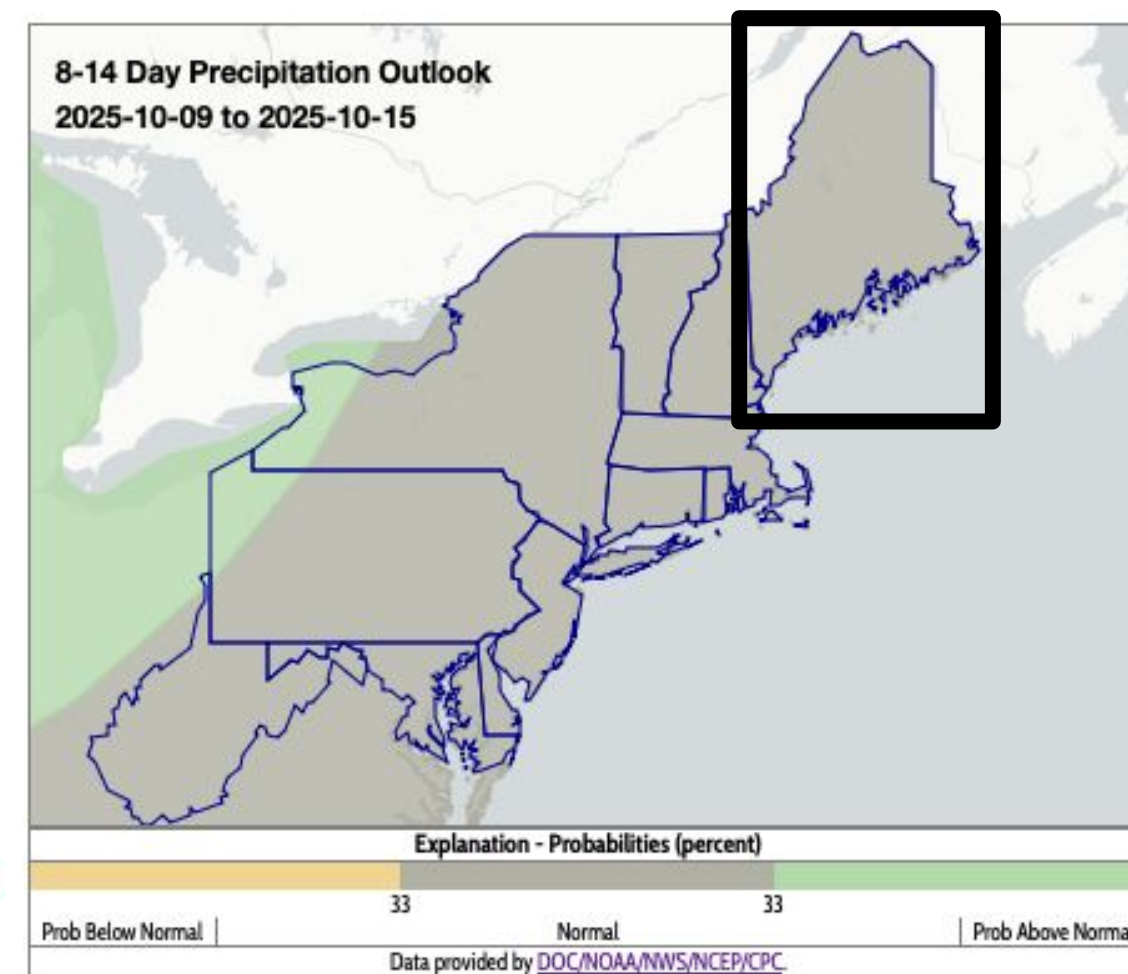 8-14 Day Precipitation Outlook
2025-10-09 to 2025-10-15
Explanation - Probabilities (percent)
33 33
Prob Below Normal Normal Prob Above Norma
Data provided by DOC/NOAA/NWS/NCEP/CPC.